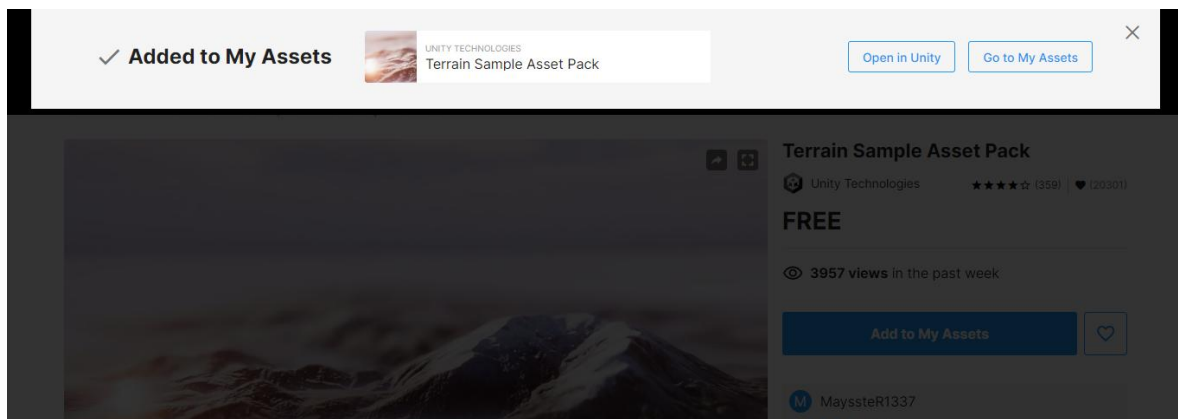 Added to My Assets
UNITY TECHNOLOGIES
Terrain Sample Asset Pack
Open in Unity
Go to My Assets
Terrain Sample Asset Pack
Unity Technologies
(359)
(20301)
FREE
3957 views in the past week
Add to My Assets
M
MayssteR1337